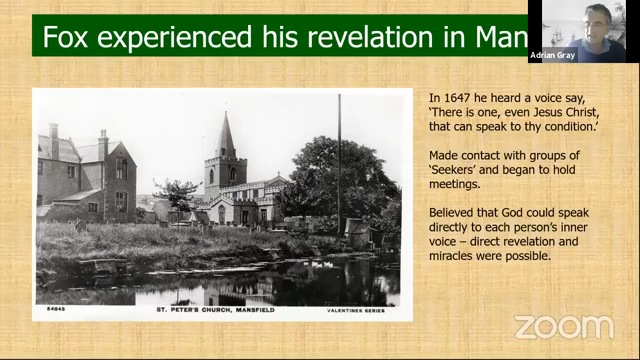 Fox experienced his revelation in Man
Adrian Gray
In 1647 he heard a voice say,
‘There is one, even Jesus Christ,
that can speak to thy condition.’
Made contact with groups of
‘Seekers’ and began to hold
meetings.
Believed that God could speak
directly to each person’s inner
voice – direct revelation and
miracles were possible.
ST. PETER'S CHURCH, MANSFIELD
VALENTINES SERIES
zoom